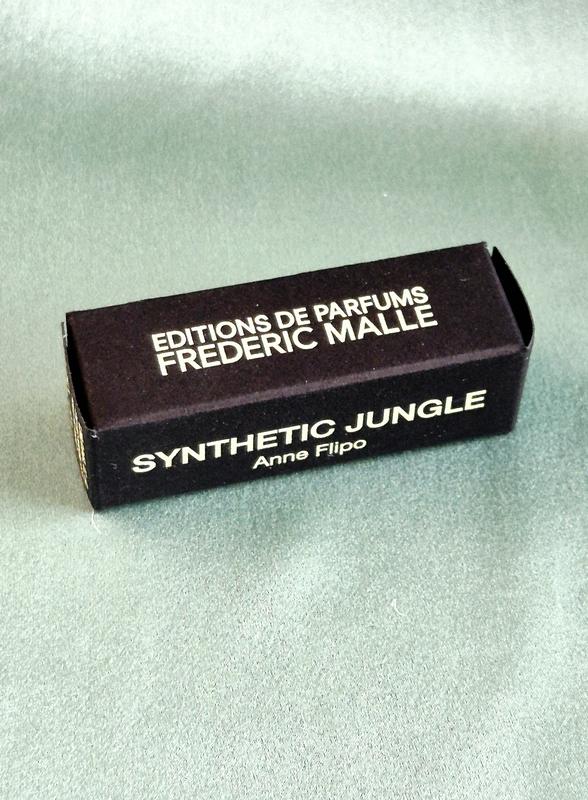 EDITIONS DE PARFUMS
FREDERIC MALLE
SYNTHETIC JUNGLE
Anne Flipo